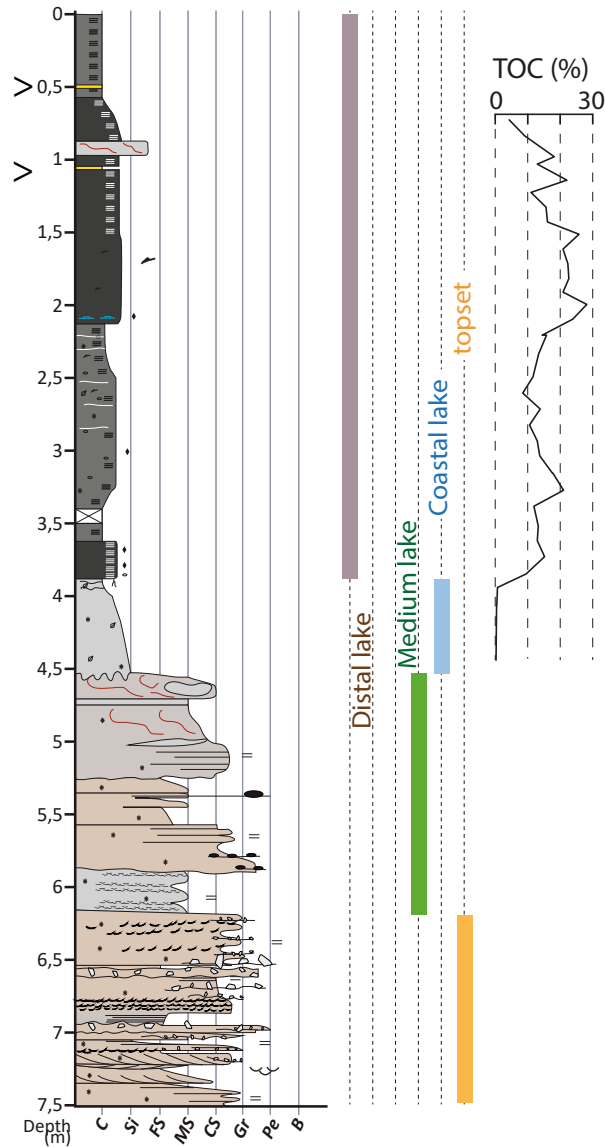 0
0,5
1
1,5
2
2,5
3
3,5
4
4,5
5
5,5
6
6,5
7
7,5
Depth
(m)
C
Si
FS
MS
CS
Gr
Pe
B
Distal lake
Medium lake
Coastal lake
topset
TOC (%)
0 30